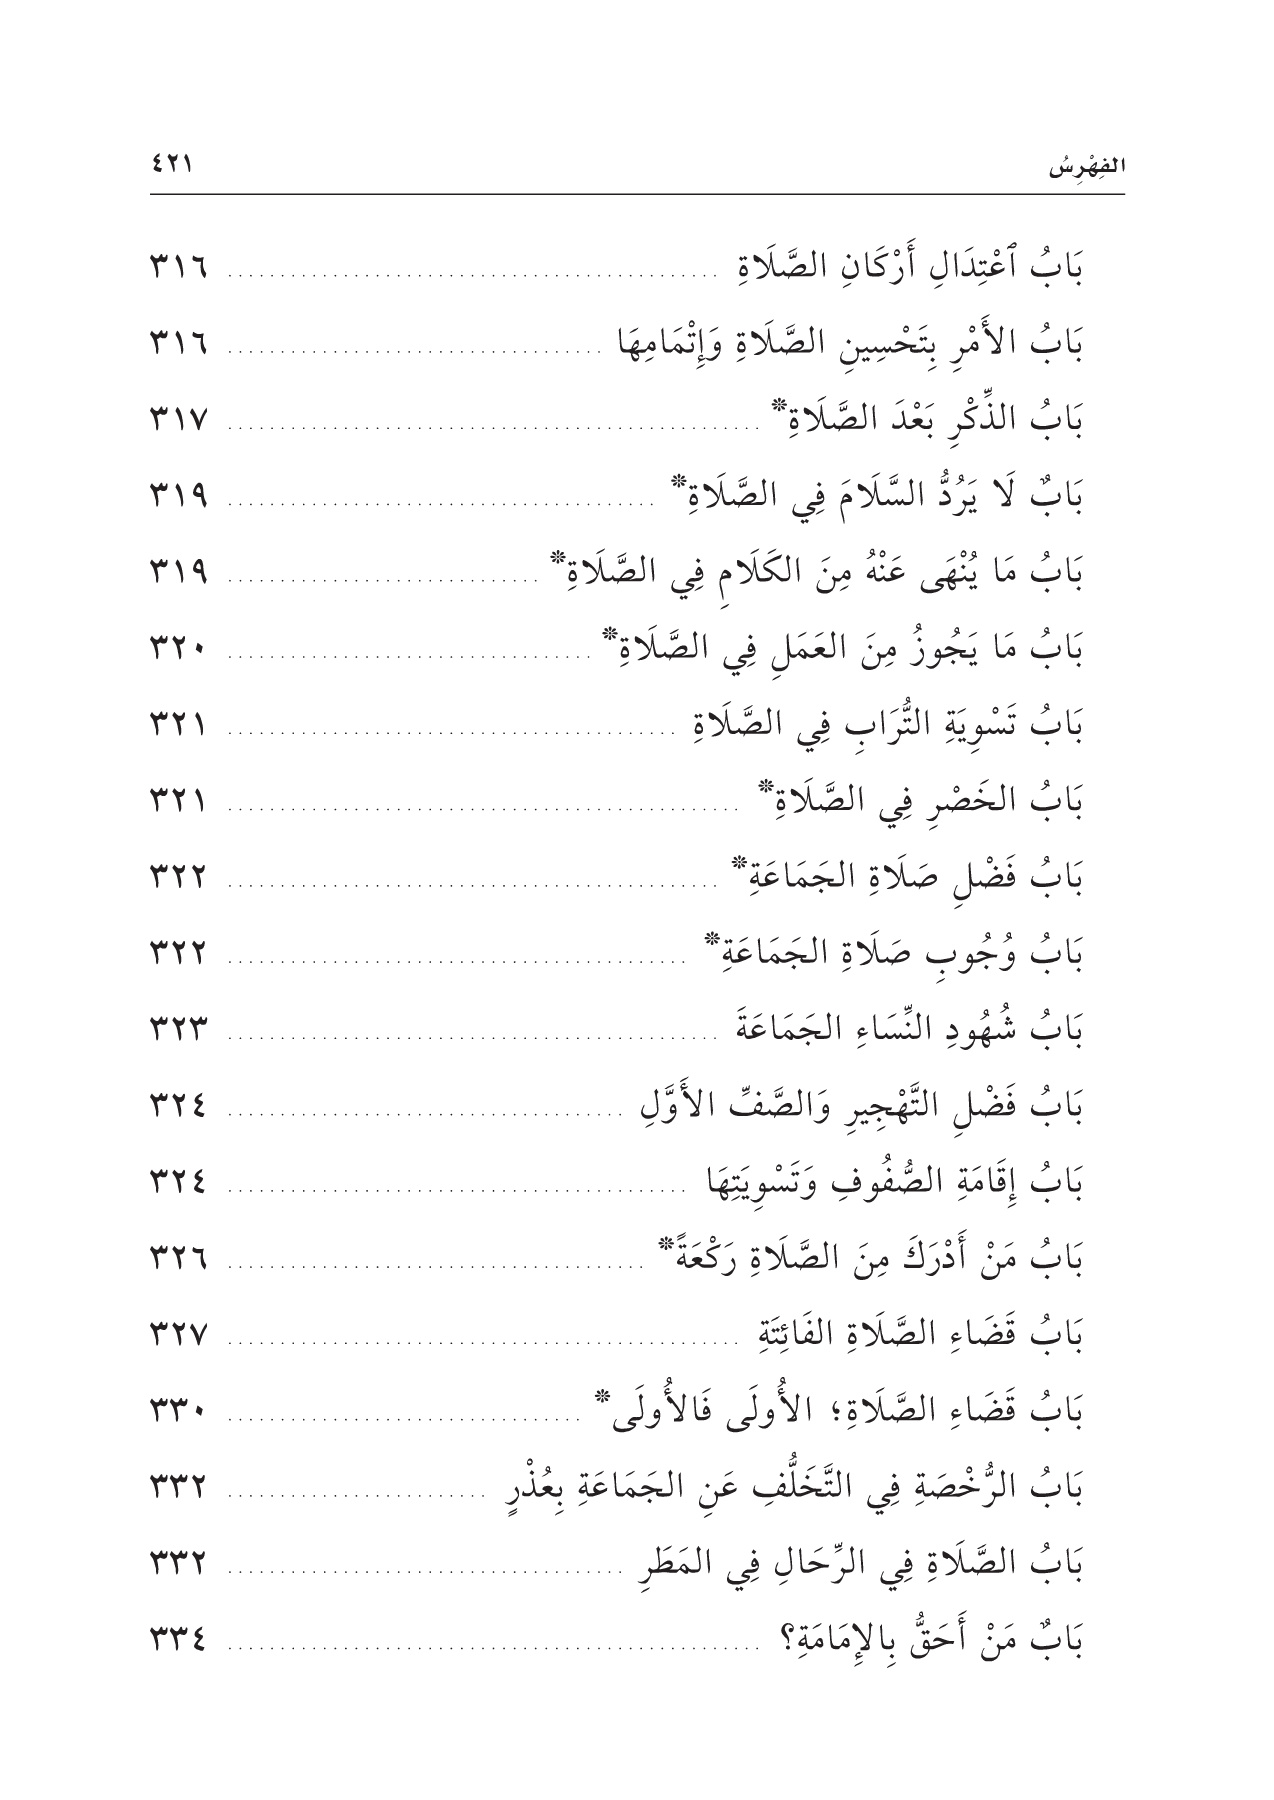 الفِهْرِسُ ٤٢١
بَابُ ٱعْتِدَالِ أَرْكَانِ الصَّلَاةِ ................ ٣١٦
بَابُ الأَمْرِ بِتَحْسِينِ الصَّلَاةِ وَإِتْمَامِهَا ................ ٣١٦
بَابُ الذِّكْرِ بَعْدَ الصَّلَاةِ* ................ ٣١٧
بَابٌ لَا يَرُدُّ السَّلَامَ فِي الصَّلَاةِ* ................ ٣١٩
بَابُ مَا يُنْهَى عَنْهُ مِنَ الكَلَامِ فِي الصَّلَاةِ* ................ ٣١٩
بَابُ مَا يَجُوزُ مِنَ العَمَلِ فِي الصَّلَاةِ* ................ ٣٢٠
بَابُ تَسْوِيَةِ التُّرَابِ فِي الصَّلَاةِ ................ ٣٢١
بَابُ الخَصْرِ فِي الصَّلَاةِ* ................ ٣٢١
بَابُ فَضْلِ صَلَاةِ الجَمَاعَةِ* ................ ٣٢٢
بَابُ وُجُوبِ صَلَاةِ الجَمَاعَةِ* ................ ٣٢٢
بَابُ شُهُودِ النِّسَاءِ الجَمَاعَةَ ................ ٣٢٣
بَابُ فَضْلِ التَّهْجِيرِ وَالصَّفِّ الأَوَّلِ ................ ٣٢٤
بَابُ إِقَامَةِ الصُّفُوفِ وَتَسْوِيَتِهَا ................ ٣٢٤
بَابُ مَنْ أَدْرَكَ مِنَ الصَّلَاةِ رَكْعَةً* ................ ٣٢٦
بَابُ قَضَاءِ الصَّلَاةِ الفَائِتَةِ ................ ٣٢٧
بَابُ قَضَاءِ الصَّلَاةِ؛ الأُولَى فَالأُولَى* ................ ٣٣٠
بَابُ الرُّخْصَةِ فِي التَّخَلُّفِ عَنِ الجَمَاعَةِ بِعُذْرٍ ................ ٣٣٢
بَابُ الصَّلَاةِ فِي الرِّحَالِ فِي المَطَرِ ................ ٣٣٢
بَابٌ مَنْ أَحَقُّ بِالإِمَامَةِ؟ ................ ٣٣٤